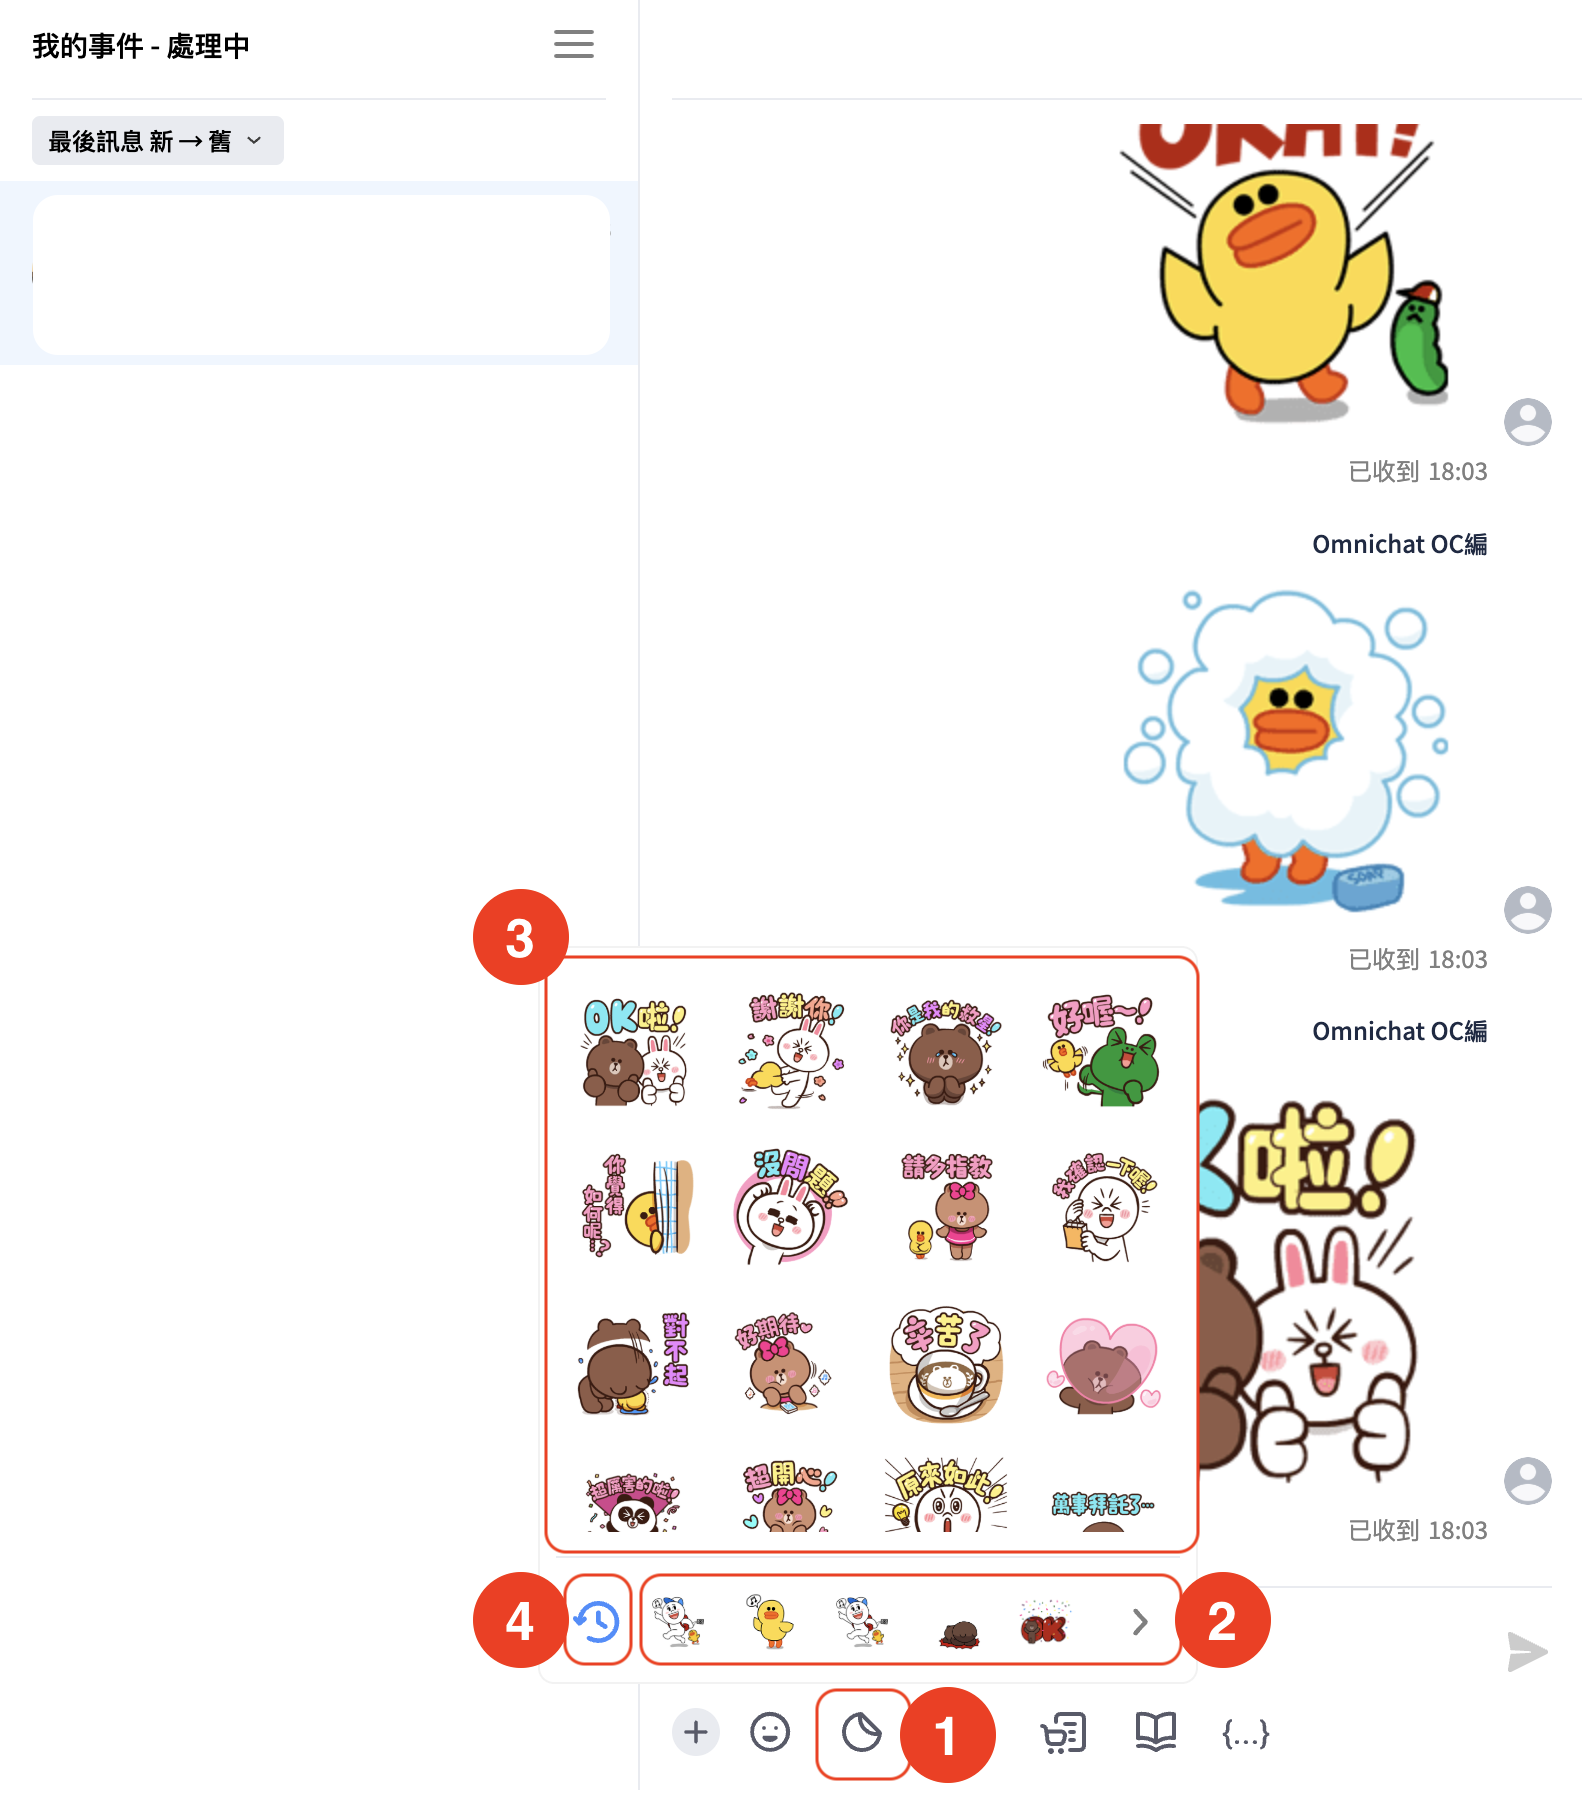 我的事件 - 處理中
最後訊息 新 → 舊
OKAY!
已收到 18:03
Omnichat OC編
SOAP
已收到 18:03
Omnichat OC編
K啦!
已收到 18:03
3
OK啦!
謝謝你!
你是我的救星!
好喔~!
你覺得如何呢…?
沒問題
請多指教
我確認一下喔!
對不起
好期待
辛苦了
超厲害的啦!
超開心!
原來如此!
萬事拜託了…
4
OK
2
1
{...}